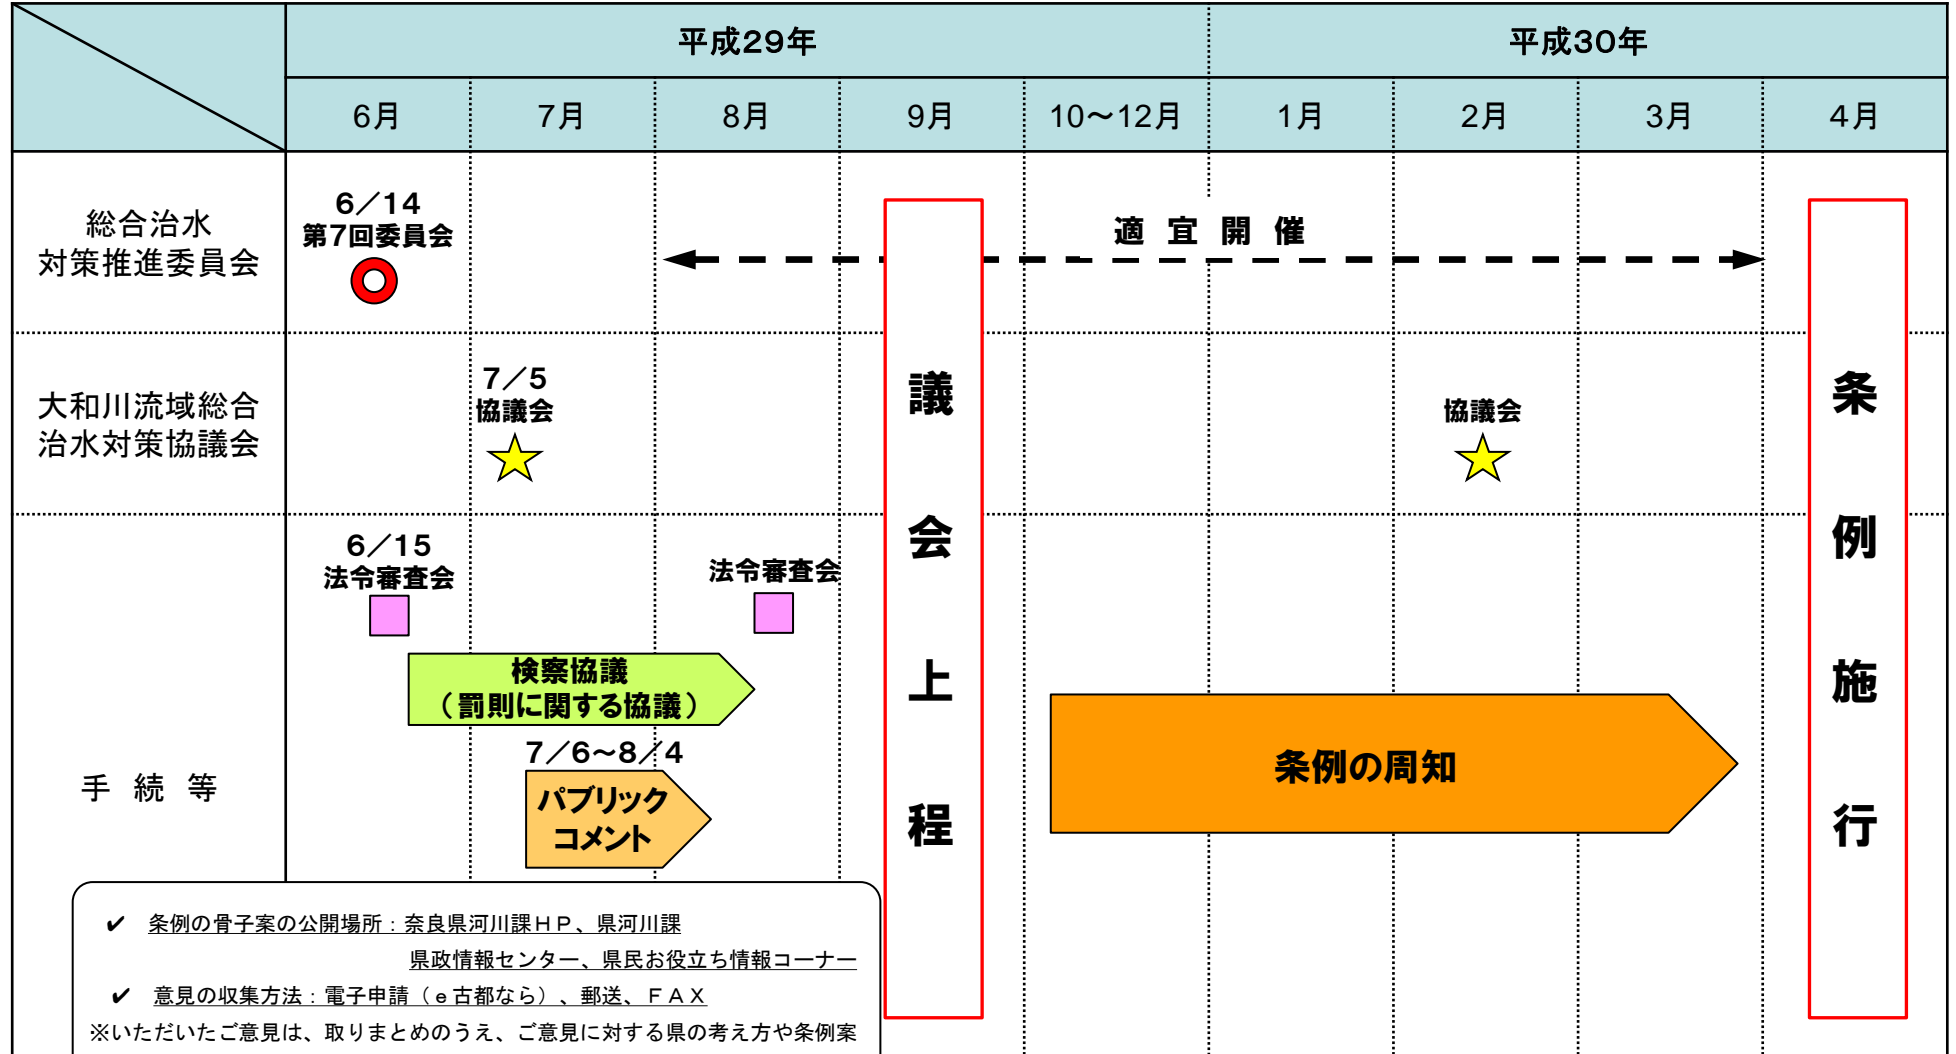 平成29年
平成30年
6月
7月
8月
9月
10～12月
1月
2月
3月
4月
総合治水
対策推進委員会
6／14
第7回委員会
適宜開催
大和川流域総合
治水対策協議会
7／5
協議会
協議会
手続等
6／15
法令審査会
法令審査会
検察協議
（罰則に関する協議）
7／6～8／4
パブリック
コメント
議会上程
条例の周知
条例施行
✔ 条例の骨子案の公開場所：奈良県河川課ＨＰ、県河川課
県政情報センター、県民お役立ち情報コーナー
✔ 意見の収集方法：電子申請（ｅ古都なら）、郵送、ＦＡＸ
※いただいたご意見は、取りまとめのうえ、ご意見に対する県の考え方や条例案